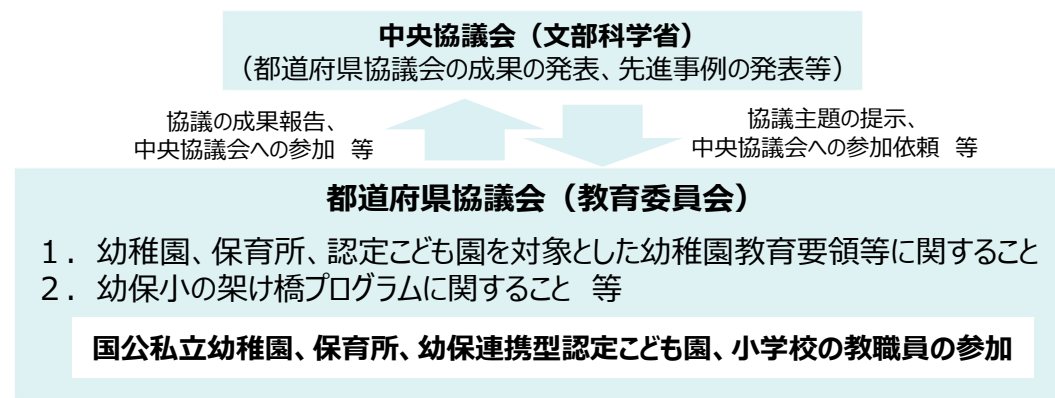 中央協議会（文部科学省）
（都道府県協議会の成果の発表、先進事例の発表等）
協議の成果報告、
中央協議会への参加　等
協議主題の提示、
中央協議会への参加依頼　等
都道府県協議会（教育委員会）
１．幼稚園、保育所、認定こども園を対象とした幼稚園教育要領等に関すること
２．幼保小の架け橋プログラムに関すること　等
国公私立幼稚園、保育所、幼保連携型認定こども園、小学校の教職員の参加